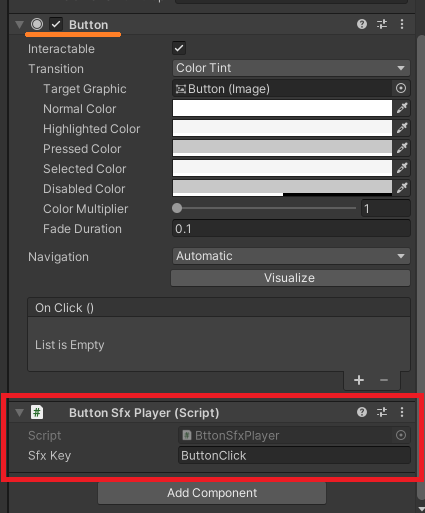 Button
Interactable
Transition Color Tint
Target Graphic Button (Image)
Normal Color
Highlighted Color
Pressed Color
Selected Color
Disabled Color
Color Multiplier 1
Fade Duration 0.1
Navigation Automatic
Visualize
On Click ()
List is Empty
Button Sfx Player (Script)
Script BttonSfxPlayer
Sfx Key ButtonClick
Add Component